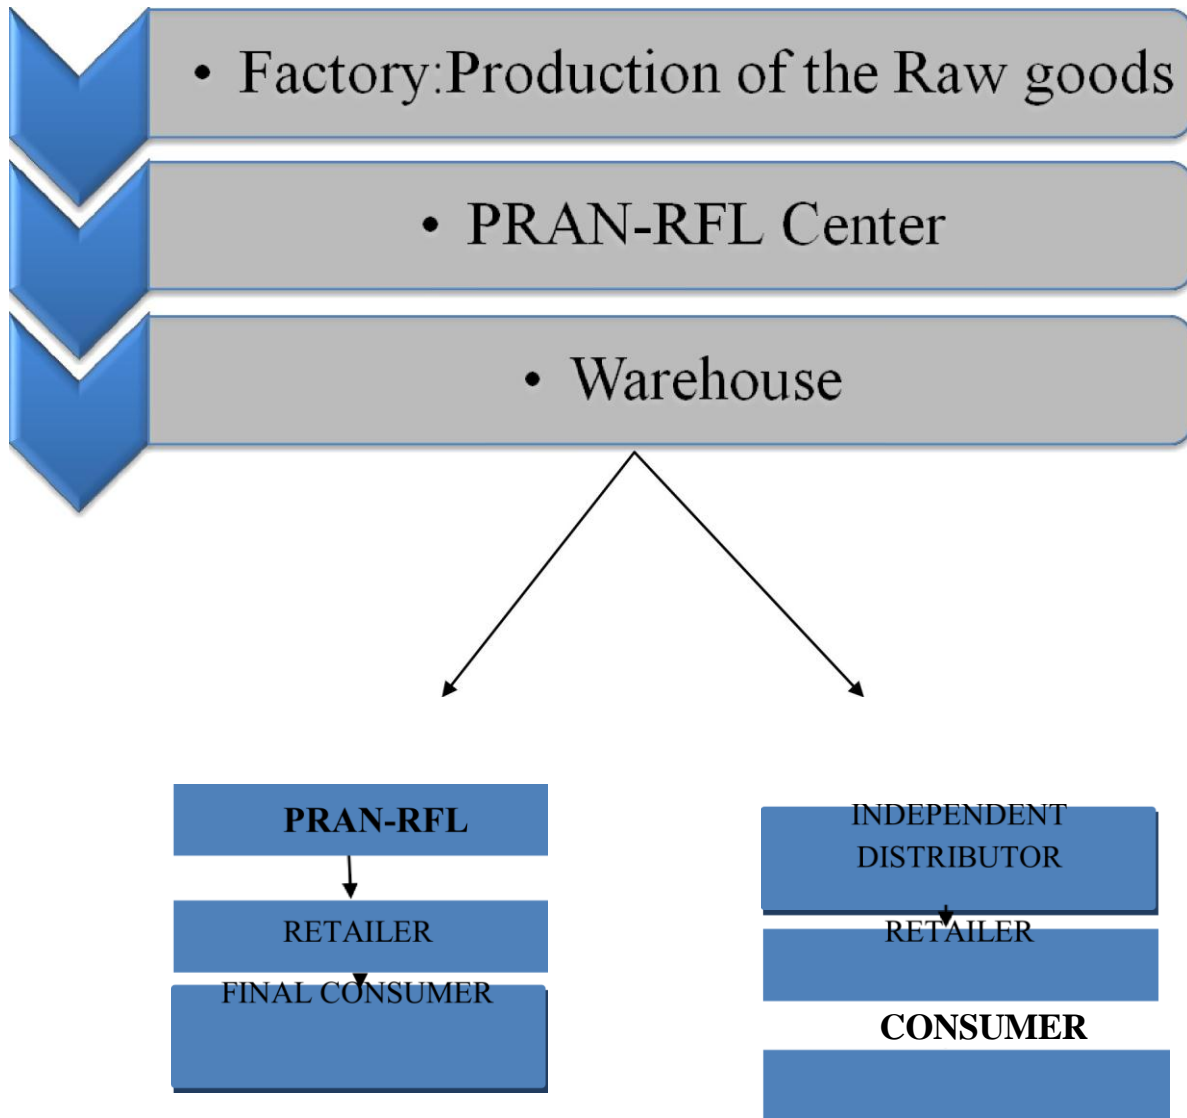 • Factory:Production of the Raw goods
• PRAN-RFL Center
• Warehouse
PRAN-RFL
RETAILER
FINAL CONSUMER
INDEPENDENT
DISTRIBUTOR
RETAILER
CONSUMER